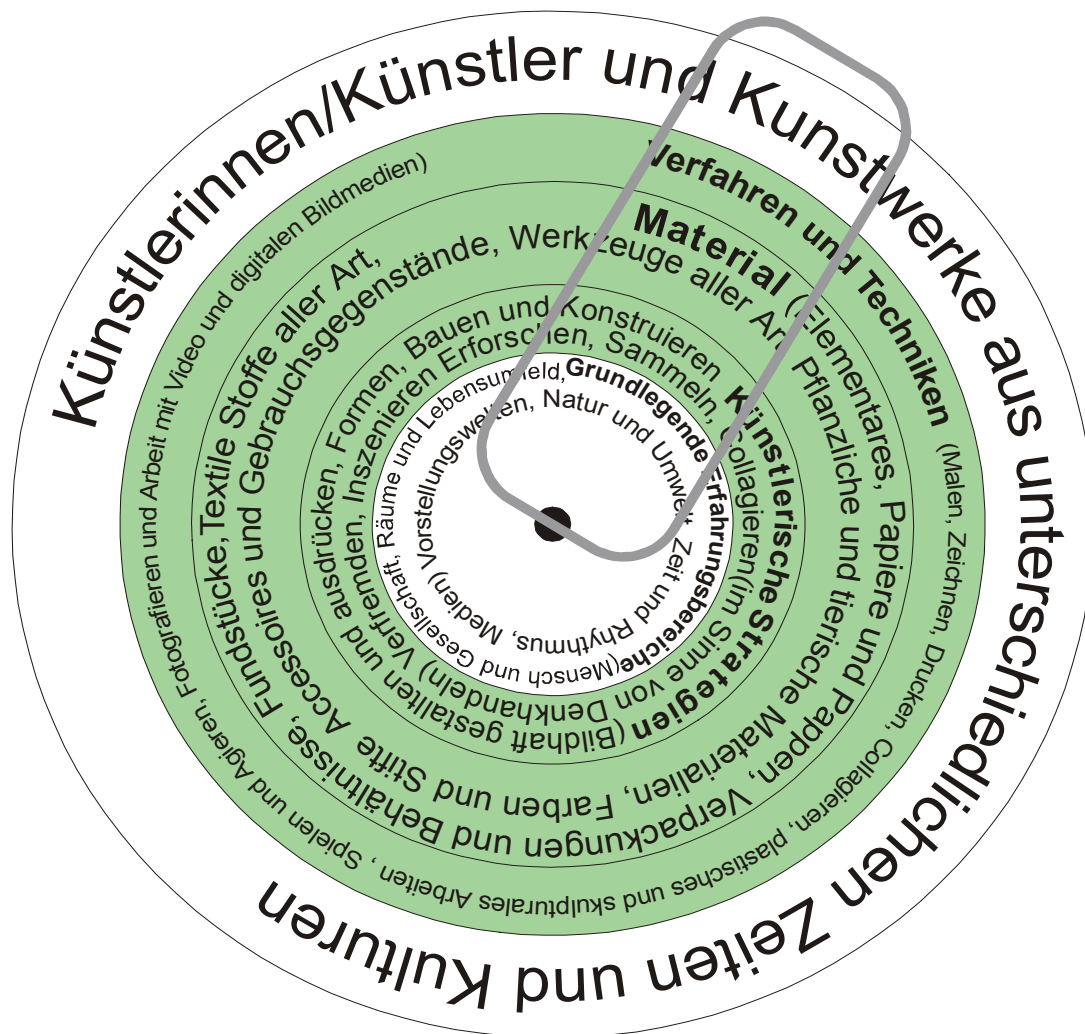 Künstlerinnen/Künstler und Kunstwerke aus unterschiedlichen Zeiten und Kulturen
Verfahren und Techniken (Malen, Zeichnen, Drucken, Collagieren, plastisches und skulpturales Arbeiten, Spielen und Agieren, Fotografieren und Arbeit mit Video und digitalen Bildmedien)
Material (Elementares, Papiere und Pappen, Verpackungen und Behältnisse, Fundstücke,Textile Stoffe aller Art,
Pflanzliche und tierische Materialien, Farben und Stifte Accessoires und Gebrauchsgegenstände, Werkzeuge aller Art
Künstlerische Strategien (Bildhaft gestallten und ausdrücken, Formen, Bauen und Konstruieren
Collagieren(im Sinne von Denkhandeln) Verfremden, Inszenieren Erforschen, Sammeln,
Grundlegende Erfahrungsbereiche(Mensch und Gesellschaft, Räume und Lebensumfeld,
Natur und Umwelt, Zeit und Rhythmus, Medien) Vorstellungswelten,